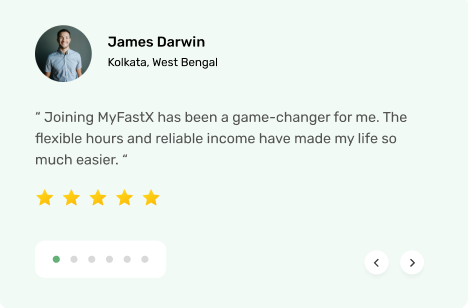 James Darwin
Kolkata, West Bengal
“ Joining MyFastX has been a game-changer for me. The
flexible hours and reliable income have made my life so
much easier. “